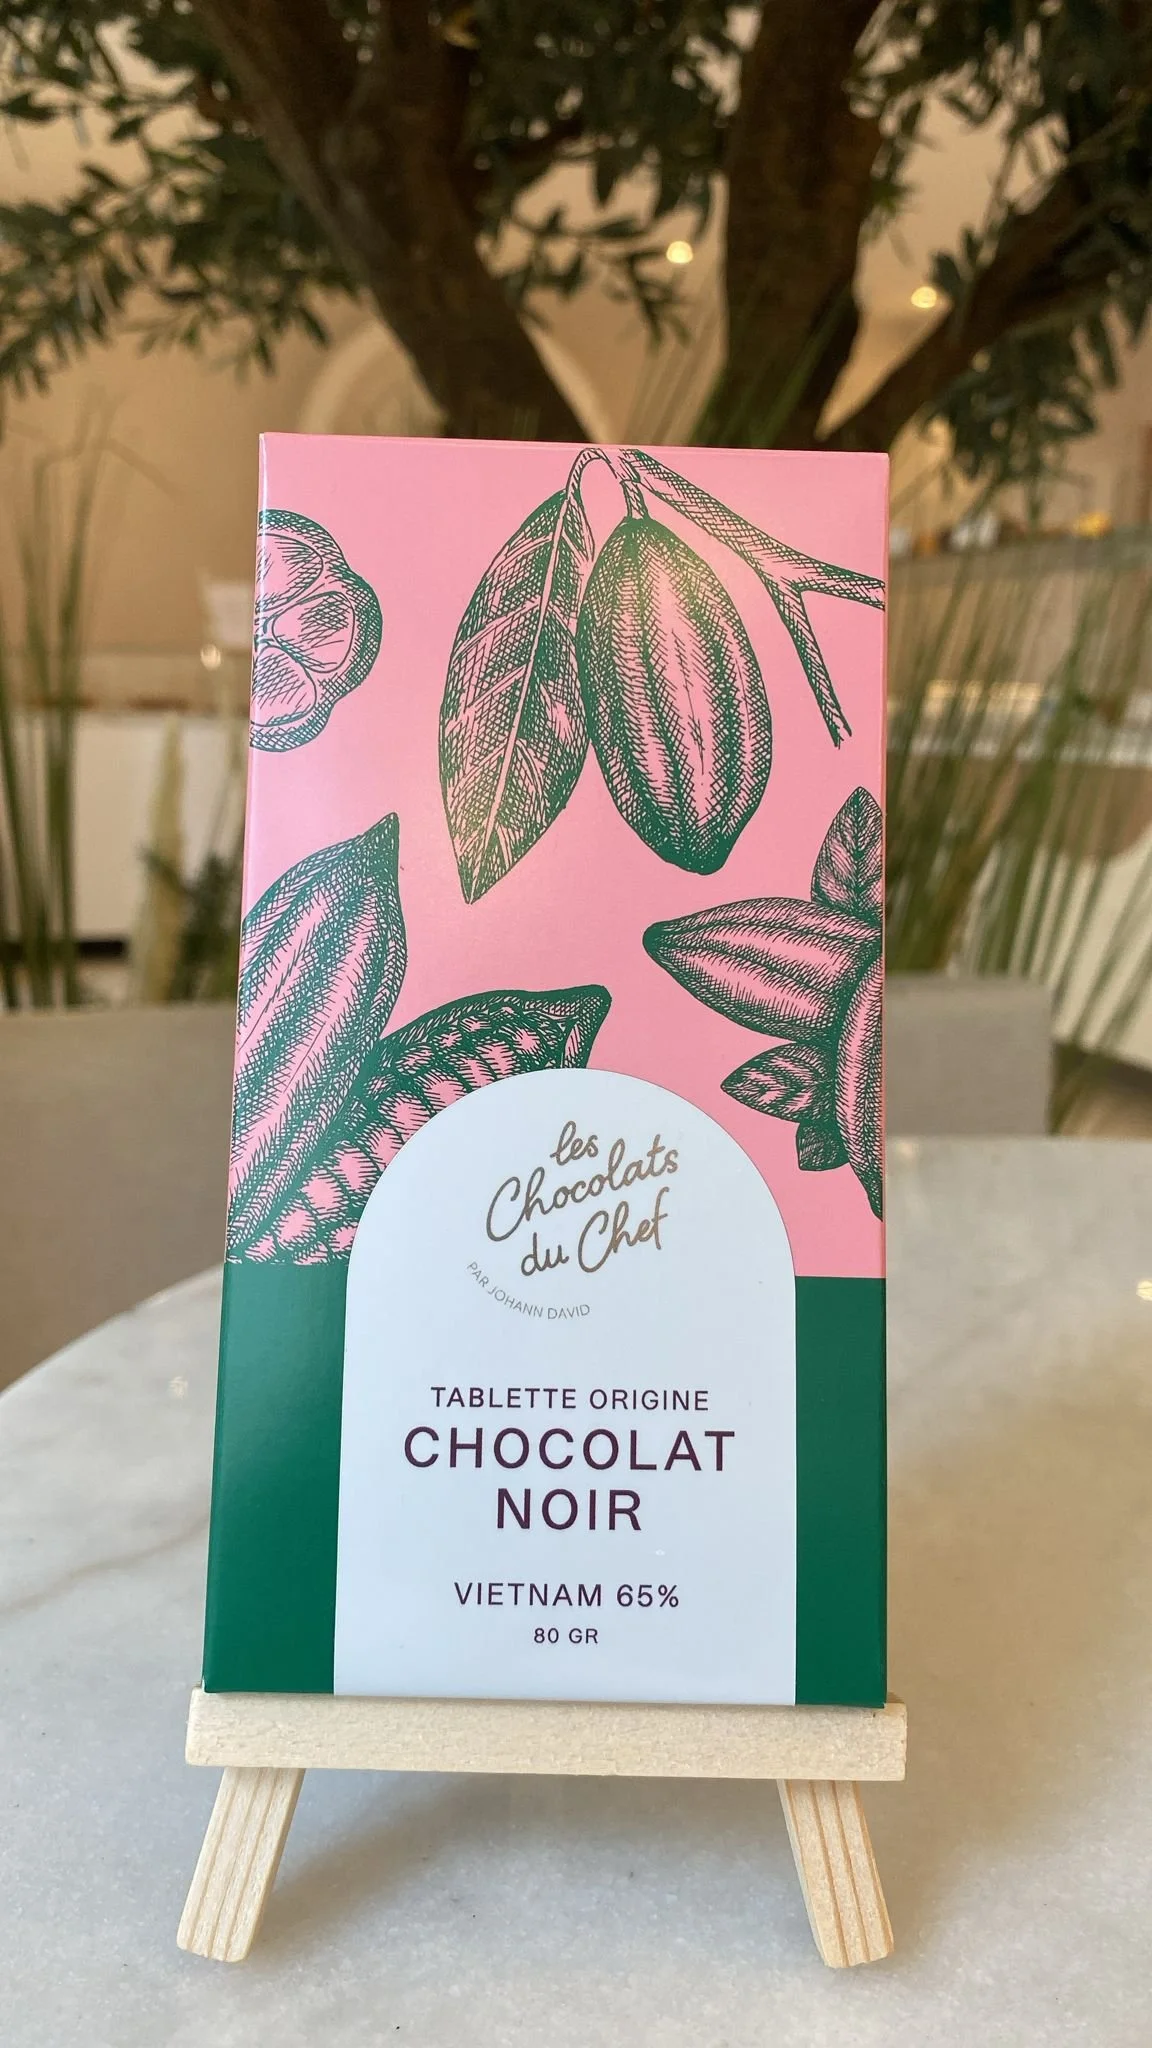 les
Chocolats
du Chef
PAR JOHANN DAVID
TABLETTE ORIGINE
CHOCOLAT
NOIR
VIETNAM 65%
80 GR